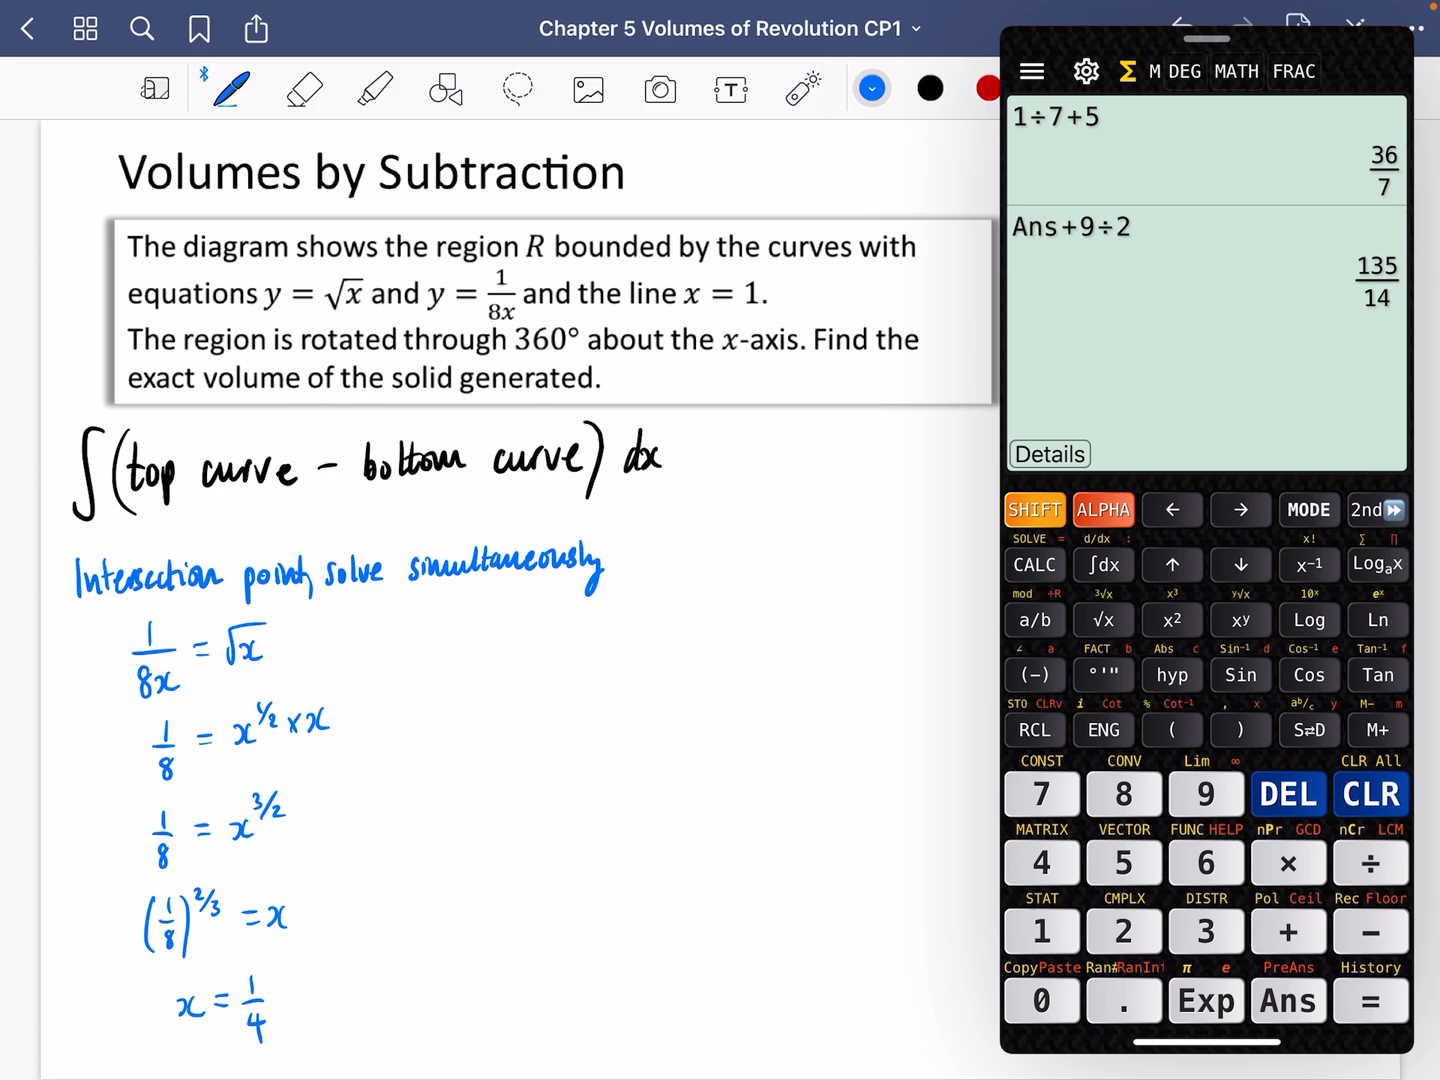 Chapter 5 Volumes of Revolution CP1
Volumes by Subtraction
The diagram shows the region R bounded by the curves with
equations y = √x and y = 1/8x and the line x = 1.
The region is rotated through 360° about the x-axis. Find the
exact volume of the solid generated.
∫(top curve - bottom curve) dx
Intersection point, solve simultaneously
1/8x = √x
1/8 = x^1/2 × x
1/8 = x^3/2
(1/8)^2/3 = x
x = 1/4
Σ M DEG MATH FRAC
1÷7+5
36/7
Ans+9÷2
135/14
Details
SHIFT ALPHA ← → MODE 2nd
SOLVE = d/dx : x! ∑ ∏
CALC ∫dx ↑ ↓ x⁻¹ Logₐx
mod ÷R ³√x x³ ʸ√x 10ˣ eˣ
a/b √x x² xʸ Log Ln
∠ a FACT b Abs c Sin⁻¹ d Cos⁻¹ e Tan⁻¹ f
(−) °'" hyp Sin Cos Tan
STO CLRv i Cot % Cot⁻¹ , x aᵇ/c y M− m
RCL ENG ( ) S⇄D M+
CONST CONV Lim ∞ CLR All
7 8 9 DEL CLR
MATRIX VECTOR FUNC HELP nPr GCD nCr LCM
4 5 6 × ÷
STAT CMPLX DISTR Pol Ceil Rec Floor
1 2 3 + −
Copy Paste Ran# RanInt π e PreAns History
0 . Exp Ans =